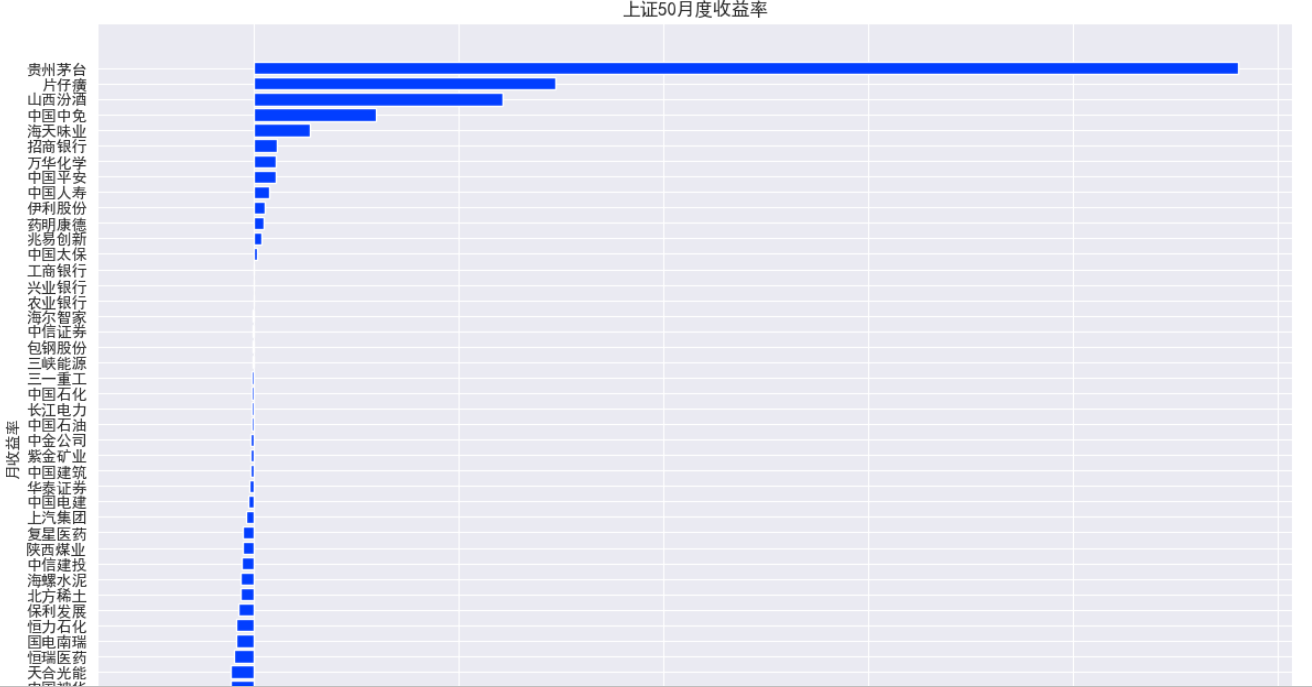 上证50月度收益率
贵州茅台
片仔癀
山西汾酒
中国中免
海天味业
招商银行
万华化学
中国平安
中国人寿
伊利股份
药明康德
兆易创新
中国太保
工商银行
兴业银行
农业银行
海尔智家
中信证券
包钢股份
三峡能源
三一重工
中国石化
长江电力
中国石油
中金公司
紫金矿业
中国建筑
华泰证券
中国电建
上汽集团
复星医药
陕西煤业
中信建投
海螺水泥
北方稀土
保利发展
恒力石化
国电南瑞
恒瑞医药
天合光能
月收益率